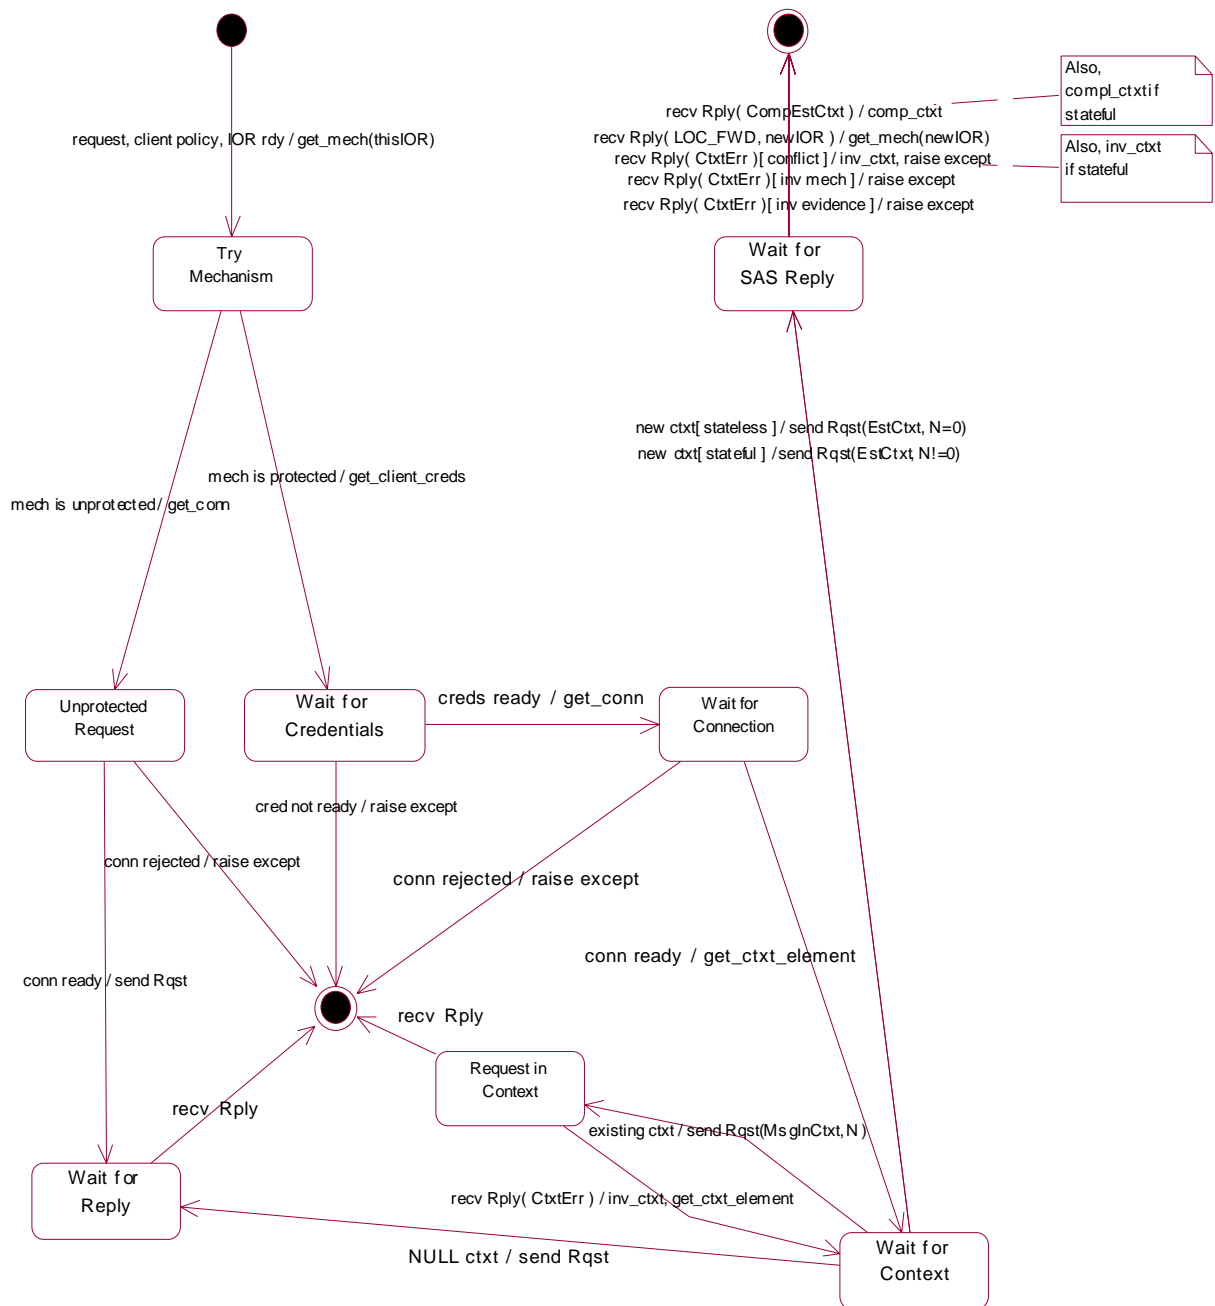 Also,
compl_ctxt if
stateful
recv Rply( CompEstCtxt ) / comp_ctxt
request, client policy, IOR rdy / get_mech(thisIOR)
recv Rply( LOC_FWD, newIOR ) / get_mech(newIOR)
Also, inv_ctxt
if stateful
recv Rply( CtxtErr )[ conflict ] / inv_ctxt, raise except
recv Rply( CtxtErr )[ inv mech ] / raise except
recv Rply( CtxtErr )[ inv evidence ] / raise except
Try
Mechanism
Wait for
SAS Reply
new ctxt[ stateless ] / send Rqst(EstCtxt, N=0)
new ctxt[ stateful ] / send Rqst(EstCtxt, N!=0)
mech is protected / get_client_creds
mech is unprotected / get_conn
Unprotected
Request
Wait for
Credentials
creds ready / get_conn
Wait for
Connection
cred not ready / raise except
conn rejected / raise except
conn rejected / raise except
conn ready / get_ctxt_element
conn ready / send Rqst
recv Rply
Request in
Context
recv Rply
existing ctxt / send Rqst(MsgInCtxt, N )
Wait for
Reply
recv Rply( CtxtErr ) / inv_ctxt, get_ctxt_element
NULL ctxt / send Rqst
Wait for
Context